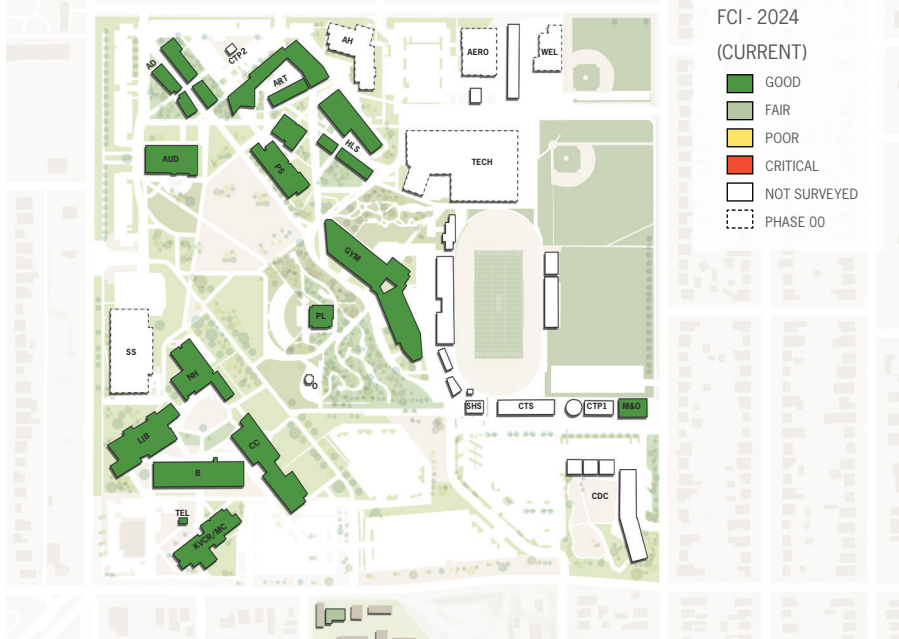 FCI - 2024
(CURRENT)
GOOD
FAIR
POOR
CRITICAL
NOT SURVEYED
PHASE 00
AH
AERO
WEL
CTP2
AD
ART
HLS
AUD
PS
TECH
GYM
PL
SS
NH
O
SHS
CTS
CTP1
M&O
LIB
CC
B
CDC
TEL
KVCR/MC